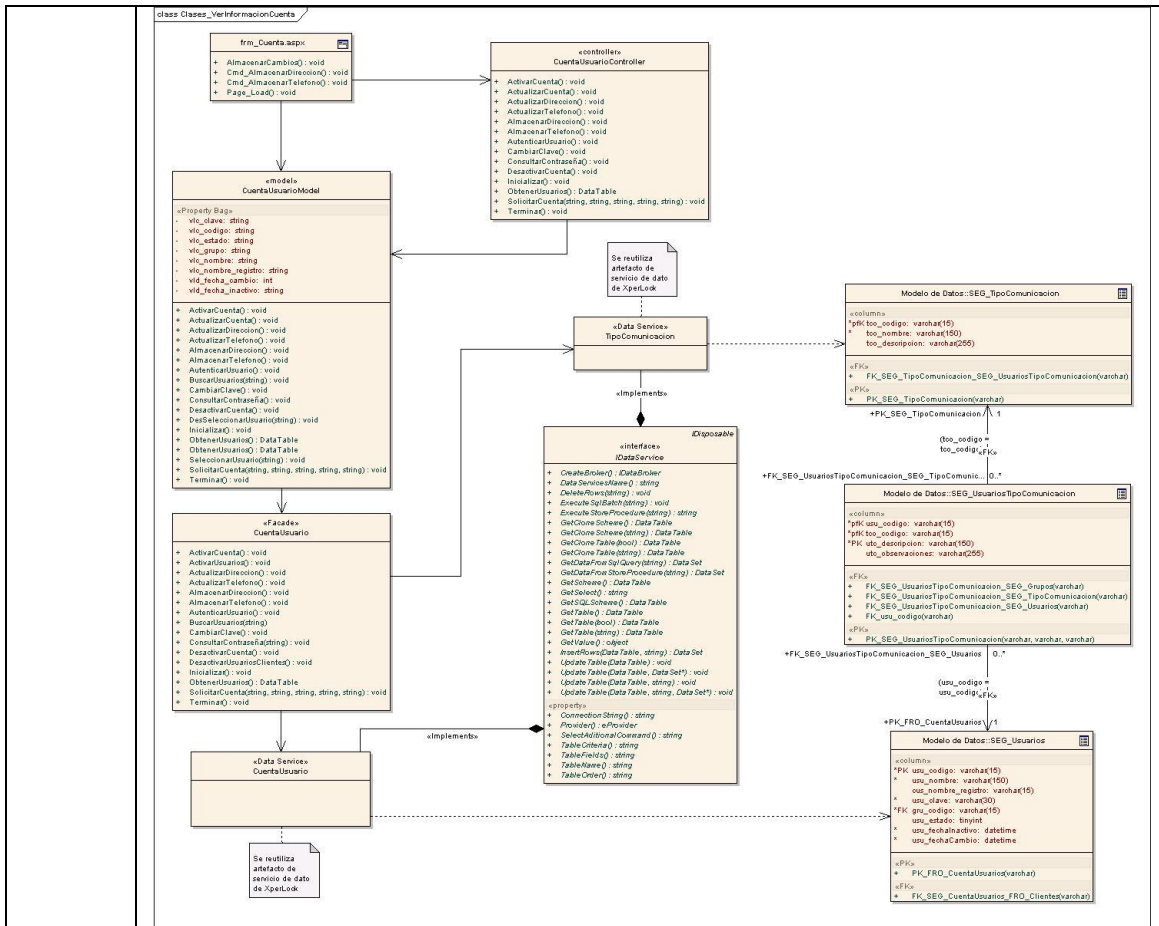 class Clases_VerInformacionCuenta
frm_Cuenta.aspx
+ AlmacenarCambios() : void
+ Cmd_AlmacenarDireccion() : void
+ Cmd_AlmacenarTelefono() : void
+ Page_Load() : void
«controller»
CuentaUsuarioController
+ ActivarCuenta() : void
+ ActualizarCuenta() : void
+ ActualizarDireccion() : void
+ ActualizarTelefono() : void
+ AlmacenarDireccion() : void
+ AlmacenarTelefono() : void
+ AutenticarUsuario() : void
+ CambiarClave() : void
+ ConsultarContraseña() : void
+ DesactivarCuenta() : void
+ Inicializar() : void
+ ObtenerUsuarios() : DataTable
+ SolicitarCuenta(string, string, string, string, string) : void
+ Terminar() : void
«model»
CuentaUsuarioModel
«Property Bag»
- vlc_clave: string
- vlc_codigo: string
- vlc_estado: string
- vlc_grupo: string
- vlc_nombre: string
- vlc_nombre_registro: string
- vld_fecha_cambio: int
- vld_fecha_inactivo: string
+ ActivarCuenta() : void
+ ActualizarCuenta() : void
+ ActualizarDireccion() : void
+ ActualizarTelefono() : void
+ AlmacenarDireccion() : void
+ AlmacenarTelefono() : void
+ AutenticarUsuario() : void
+ BuscarUsuarios(string) : void
+ CambiarClave() : void
+ ConsultarContraseña() : void
+ DesactivarCuenta() : void
+ DesSeleccionarUsuario(string) : void
+ Inicializar() : void
+ ObtenerUsuarios() : DataTable
+ ObtenerUsuarios() : DataTable
+ SeleccionarUsuario(string) : void
+ SolicitarCuenta(string, string, string, string, string) : void
+ Terminar() : void
Se reutiliza
artefacto de
servicio de dato
de XperLock
«Data Service»
TipoComunicacion
«Implements»
Modelo de Datos::SEG_TipoComunicacion
«column»
*pfK tco_codigo: varchar(15)
* tco_nombre: varchar(150)
tco_descripcion: varchar(255)
«FK»
+ FK_SEG_TipoComunicacion_SEG_UsuariosTipoComunicacion(varchar)
«PK»
+ PK_SEG_TipoComunicacion(varchar)
+PK_SEG_TipoComunicacion 1
(tco_codigo =
tco_codigo
«FK»
+FK_SEG_UsuariosTipoComunicacion_SEG_TipoComunic... 0..*
Modelo de Datos::SEG_UsuariosTipoComunicacion
«column»
*pfK usu_codigo: varchar(15)
*pfK tco_codigo: varchar(15)
*PK utc_descripcion: varchar(150)
utc_observaciones: varchar(255)
«FK»
+ FK_SEG_UsuariosTipoComunicacion_SEG_Grupos(varchar)
+ FK_SEG_UsuariosTipoComunicacion_SEG_TipoComunicacion(varchar)
+ FK_SEG_UsuariosTipoComunicacion_SEG_Usuarios(varchar)
+ FK_usu_codigo(varchar)
«PK»
+ PK_SEG_UsuariosTipoComunicacion(varchar, varchar, varchar)
+FK_SEG_UsuariosTipoComunicacion_SEG_Usuarios 0..*
(usu_codigo =
usu_codigo
«FK»
+PK_FRO_CuentaUsuarios 1
Modelo de Datos::SEG_Usuarios
«column»
*PK usu_codigo: varchar(15)
* usu_nombre: varchar(150)
cus_nombre_registro: varchar(15)
* usu_clave: varchar(30)
*FK gru_codigo: varchar(15)
usu_estado: tinyint
* usu_fechaInactivo: datetime
* usu_fechaCambio: datetime
«PK»
+ PK_FRO_CuentaUsuarios(varchar)
«FK»
+ FK_SEG_CuentaUsuarios_FRO_Clientes(varchar)
IDisposable
«interface»
IDataService
+ CreateBroker() : IDataBroker
+ DataServicesName() : string
+ DeleteRows(string) : void
+ ExecuteSqlBatch(string) : void
+ ExecuteStoreProcedure(string) : string
+ GetCloneScheme() : DataTable
+ GetCloneScheme(string) : DataTable
+ GetCloneTable(bool) : DataTable
+ GetCloneTable(string) : DataTable
+ GetDataFromSqlQuery(string) : DataSet
+ GetDataFromStoreProcedure(string) : DataSet
+ GetScheme() : DataTable
+ GetSelect() : string
+ GetSQLScheme() : DataTable
+ GetTable() : DataTable
+ GetTable(bool) : DataTable
+ GetTable(string) : DataTable
+ GetValue() : object
+ InsertRows(DataTable, string) : DataSet
+ UpdateTable(DataTable) : void
+ UpdateTable(DataTable, DataSet*) : void
+ UpdateTable(DataTable, string) : void
+ UpdateTable(DataTable, string, DataSet*) : void
«property»
+ ConnectionString() : string
+ Provider() : eProvider
+ SelectAditionalCommand() : string
+ TableCriteria() : string
+ TableFields() : string
+ TableName() : string
+ TableOrder() : string
«Facade»
CuentaUsuario
+ ActivarCuenta() : void
+ ActivarUsuarios() : void
+ ActualizarDireccion() : void
+ ActualizarTelefono() : void
+ AlmacenarDireccion() : void
+ AlmacenarTelefono() : void
+ AutenticarUsuario() : void
+ BuscarUsuarios(string)
+ CambiarClave() : void
+ ConsultarContraseña(string) : void
+ DesactivarCuenta() : void
+ DesactivarUsuariosClientes() : void
+ Inicializar() : void
+ ObtenerUsuarios() : DataTable
+ SolicitarCuenta(string, string, string, string, string) : void
+ Terminar() : void
«Implements»
«Data Service»
CuentaUsuario
Se reutiliza
artefacto de
servicio de dato
de XperLock